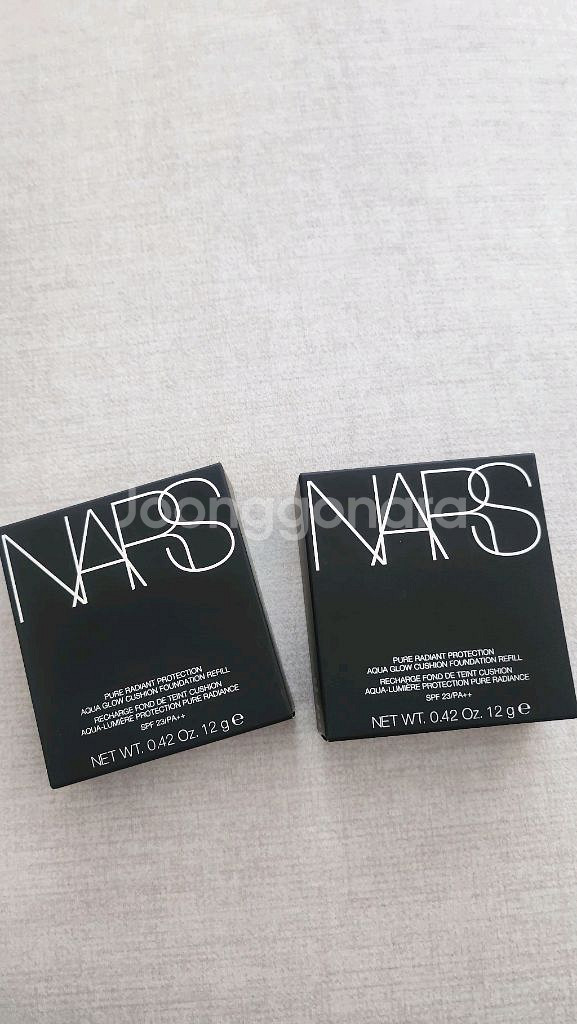 NARS
PURE RADIANT PROTECTION
AQUA GLOW CUSHION FOUNDATION REFILL
RECHARGE FOND DE TEINT CUSHION
AQUA-LUMIÈRE PROTECTION PURE RADIANCE
SPF 23/PA++
NET WT. 0.42 Oz. 12 g e
NARS
PURE RADIANT PROTECTION
AQUA GLOW CUSHION FOUNDATION REFILL
RECHARGE FOND DE TEINT CUSHION
AQUA-LUMIÈRE PROTECTION PURE RADIANCE
SPF 23/PA++
NET WT. 0.42 Oz. 12 g e
Joonggonara